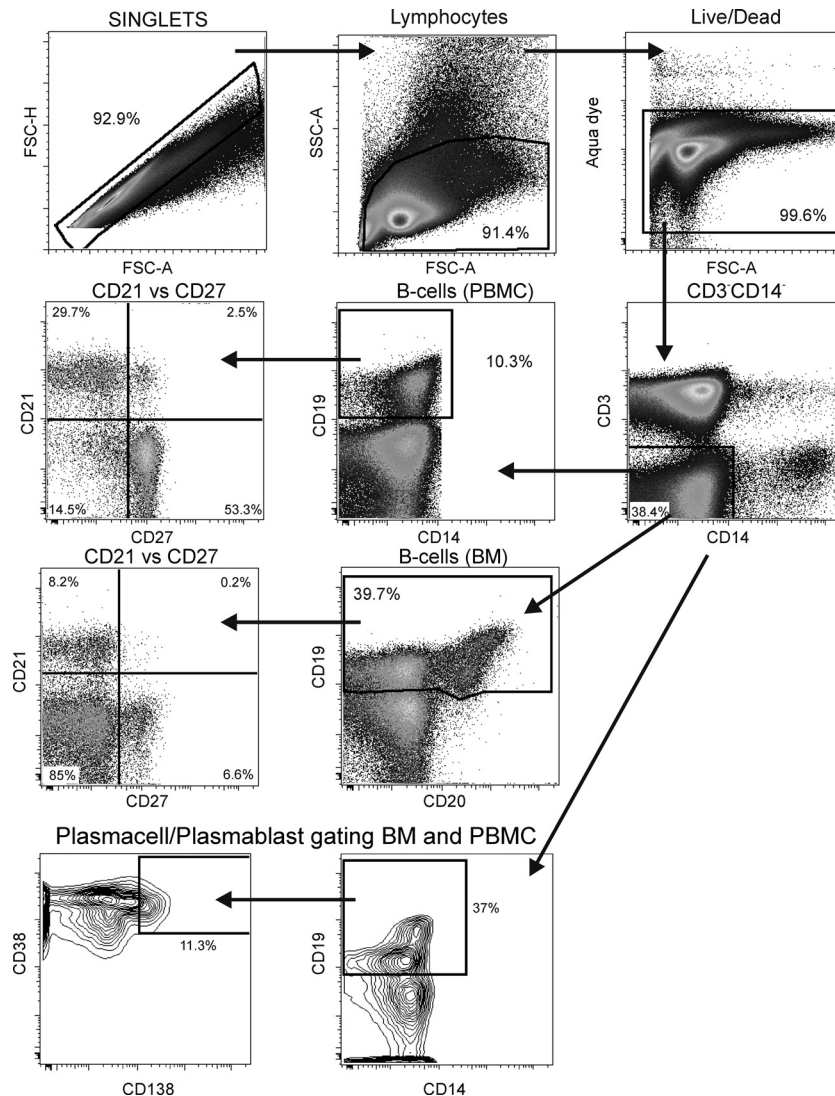 SINGLETS
Lymphocytes
Live/Dead
FSC-H
92.9%
FSC-A
SSC-A
91.4%
FSC-A
Aqua dye
99.6%
FSC-A
CD21 vs CD27
B-cells (PBMC)
CD3-CD14-
29.7%
2.5%
CD21
14.5%
53.3%
CD27
CD19
10.3%
CD14
CD3
38.4%
CD14
CD21 vs CD27
B-cells (BM)
8.2%
0.2%
CD21
85%
6.6%
CD27
39.7%
CD19
CD20
Plasmacell/Plasmablast gating BM and PBMC
CD38
11.3%
CD138
CD19
37%
CD14